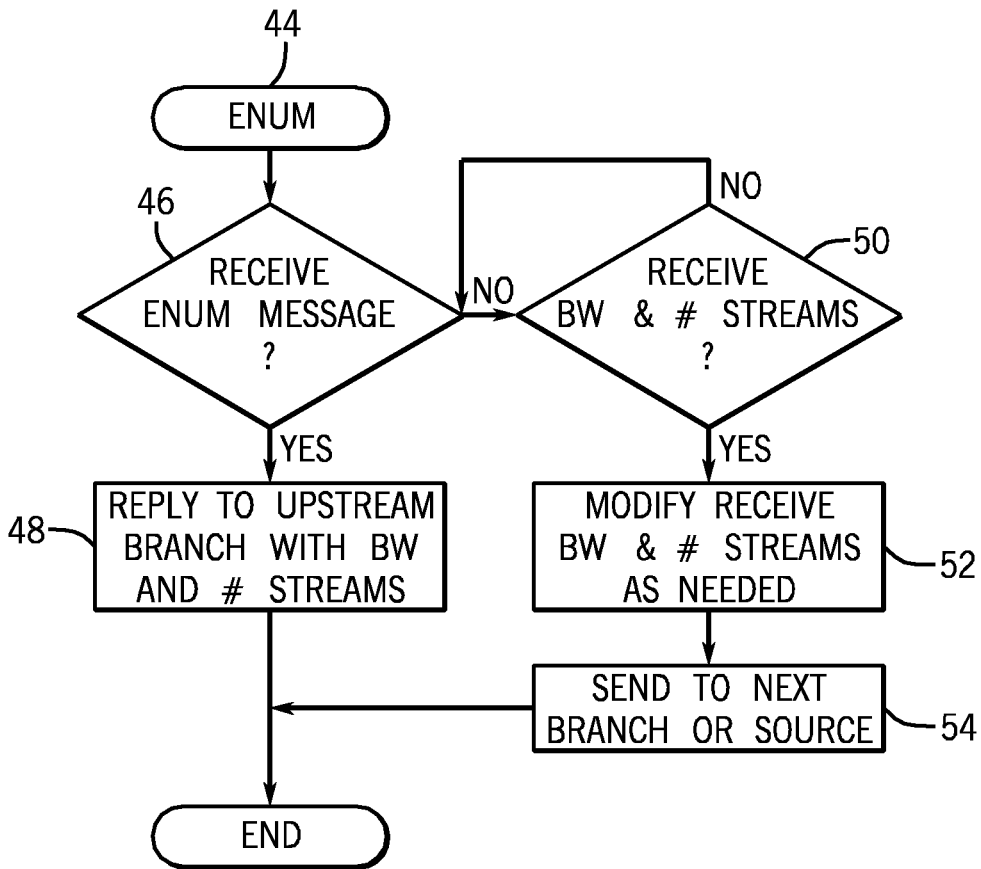 44
ENUM
46
RECEIVE
ENUM MESSAGE
?
NO
NO
50
RECEIVE
BW & # STREAMS
?
YES
YES
48
REPLY TO UPSTREAM
BRANCH WITH BW
AND # STREAMS
MODIFY RECEIVE
BW & # STREAMS
AS NEEDED
52
SEND TO NEXT
BRANCH OR SOURCE
54
END